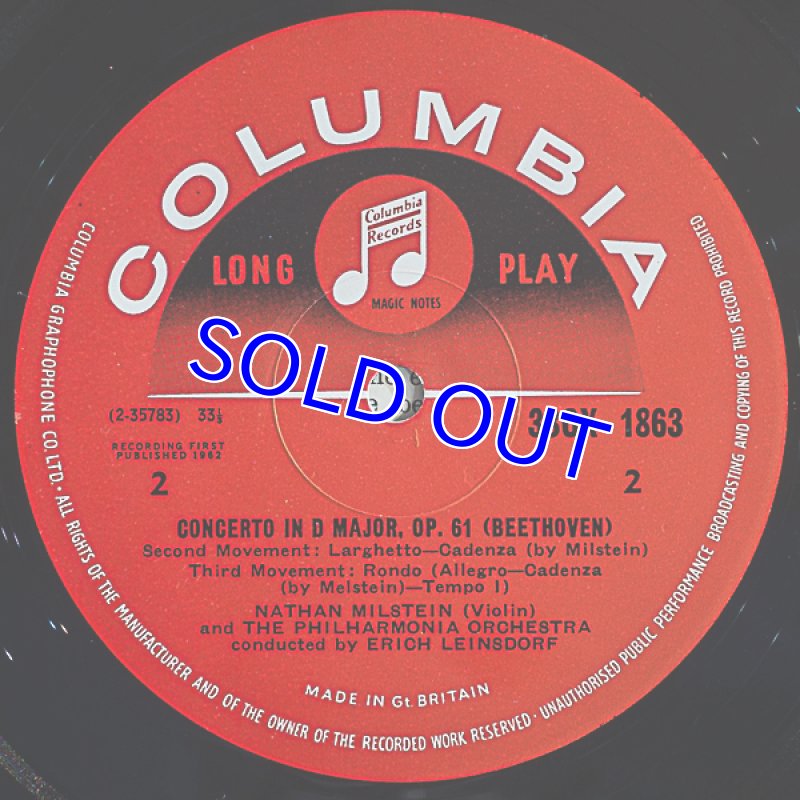 COLUMBIA
Columbia
Records
LONG PLAY
MAGIC NOTES
SOLD OUT
(2-35783) 33⅓
1863
RECORDING FIRST
PUBLISHED 1962
2 2
CONCERTO IN D MAJOR, OP. 61 (BEETHOVEN)
Second Movement: Larghetto—Cadenza (by Milstein)
Third Movement: Rondo (Allegro—Cadenza
(by Melstein)—Tempo I)
NATHAN MILSTEIN (Violin)
and THE PHILHARMONIA ORCHESTRA
conducted by ERICH LEINSDORF
MADE IN Gt. BRITAIN
COLUMBIA GRAPHOPHONE CO. LTD. · ALL RIGHTS OF THE MANUFACTURER AND OF THE OWNER OF THE RECORDED WORK RESERVED · UNAUTHORISED PUBLIC PERFORMANCE BROADCASTING AND COPYING OF THIS RECORD PROHIBITED